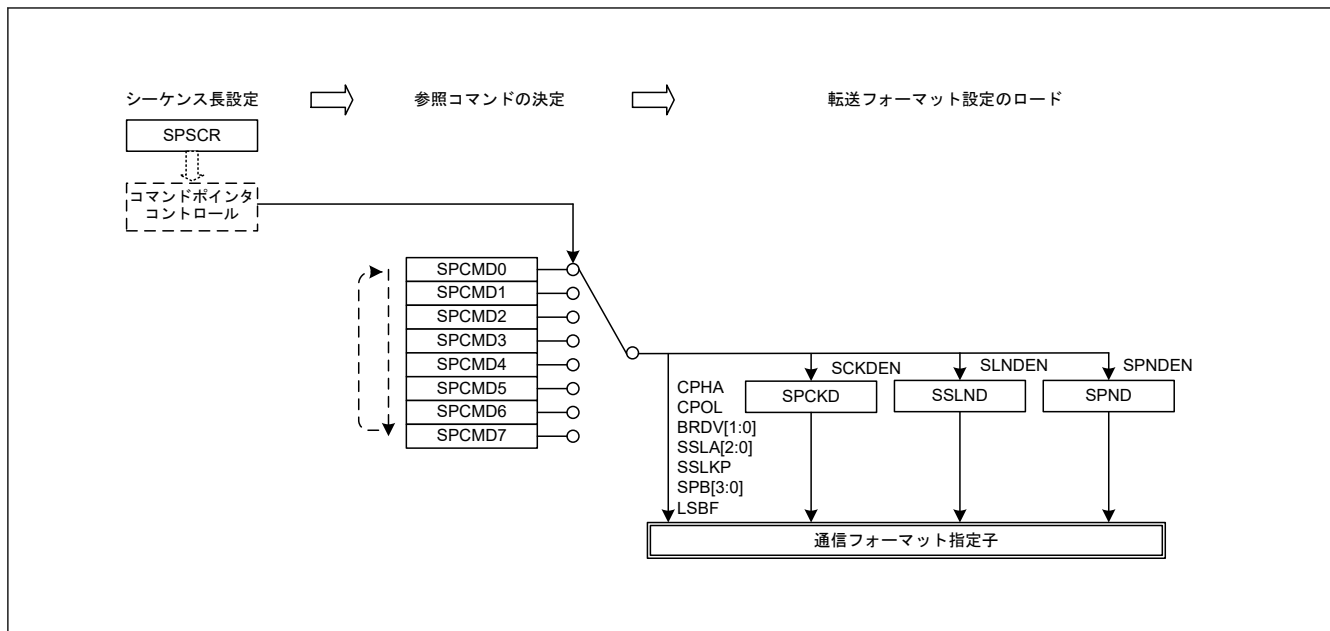 シーケンス長設定
参照コマンドの決定
転送フォーマット設定のロード
SPSCR
コマンドポインタ
コントロール
SPCMD0
SPCMD1
SPCMD2
SPCMD3
SPCMD4
SPCMD5
SPCMD6
SPCMD7
CPHA
CPOL
BRDV[1:0]
SSLA[2:0]
SSLKP
SPB[3:0]
LSBF
SCKDEN
SPCKD
SLNDEN
SSLND
SPNDEN
SPND
通信フォーマット指定子